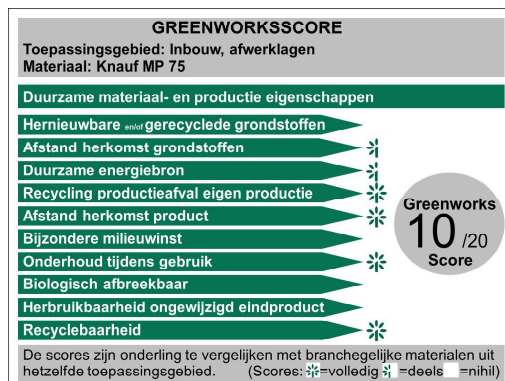 GREENWORKSSCORE
Toepassingsgebied: Inbouw, afwerklagen
Materiaal: Knauf MP 75
Duurzame materiaal- en productie eigenschappen
Hernieuwbare en/of gerecyclede grondstoffen
Afstand herkomst grondstoffen
Duurzame energiebron
Recycling productieafval eigen productie
Afstand herkomst product
Bijzondere milieuwinst
Onderhoud tijdens gebruik
Biologisch afbreekbaar
Herbruikbaarheid ongewijzigd eindproduct
Recyclebaarheid
Greenworks
10 /20
Score
De scores zijn onderling te vergelijken met branchegelijke materialen uit
hetzelfde toepassingsgebied. (Scores: =volledig =deels =nihil)